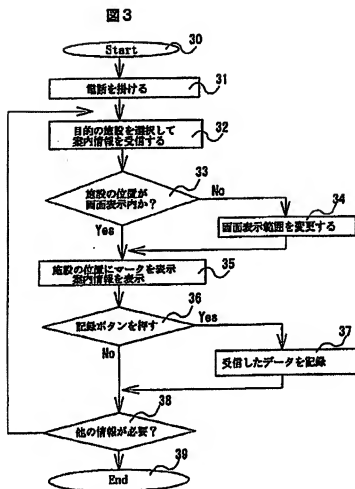 図3
30
Start
31
電話を掛ける
32
目的の施設を選択して
案内情報を受信する
33
施設の位置が
画面表示内か?
No
34
画面表示範囲を変更する
Yes
35
施設の位置にマークを表示
案内情報を表示
36
記録ボタンを押す
Yes
37
受信したデータを記録
No
38
他の情報が必要?
39
End